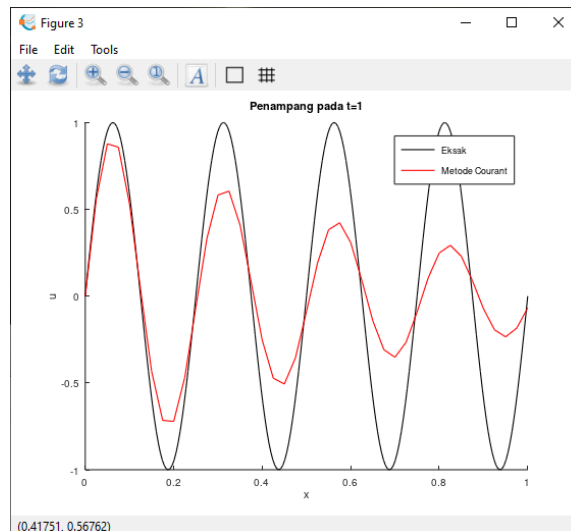 Figure 3
File Edit Tools
A
Penampang pada t=1
Eksak
Metode Courant
1
0.5
0
-0.5
-1
u
0 0.2 0.4 0.6 0.8 1
x
(0.41751, 0.56762)